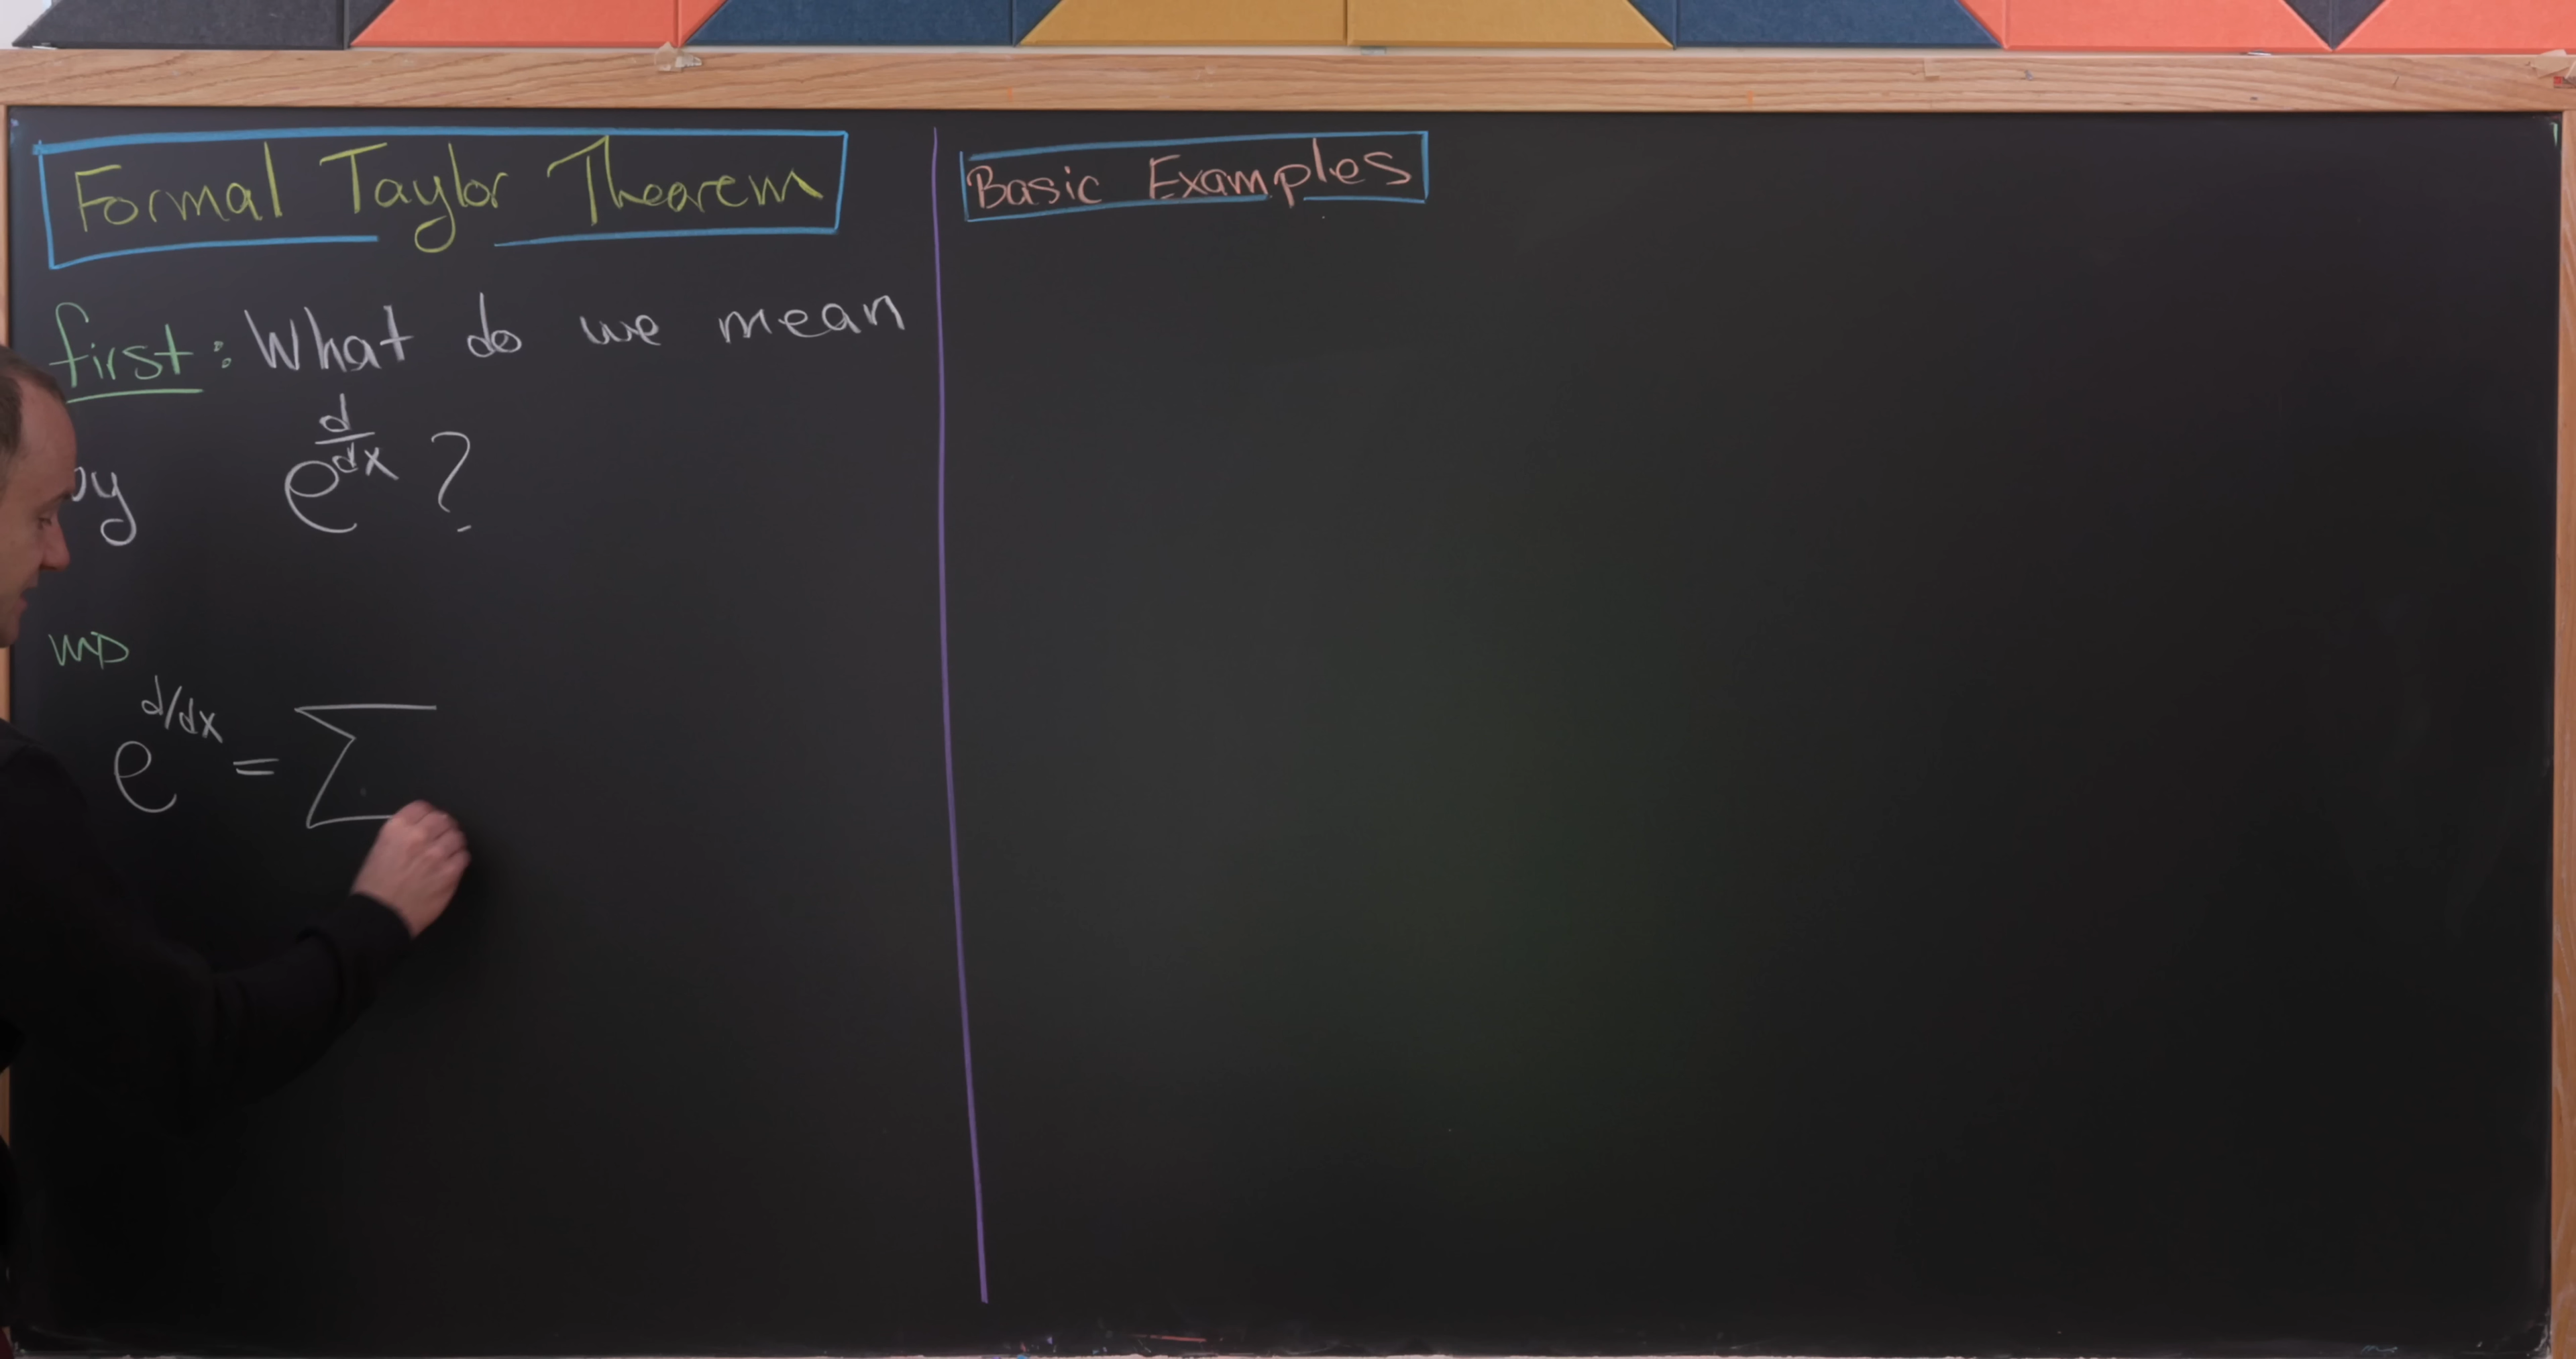 Formal Taylor Theorem
first: What do we mean
by e^{d/dx} ?
e^{d/dx} = Σ
Basic Examples